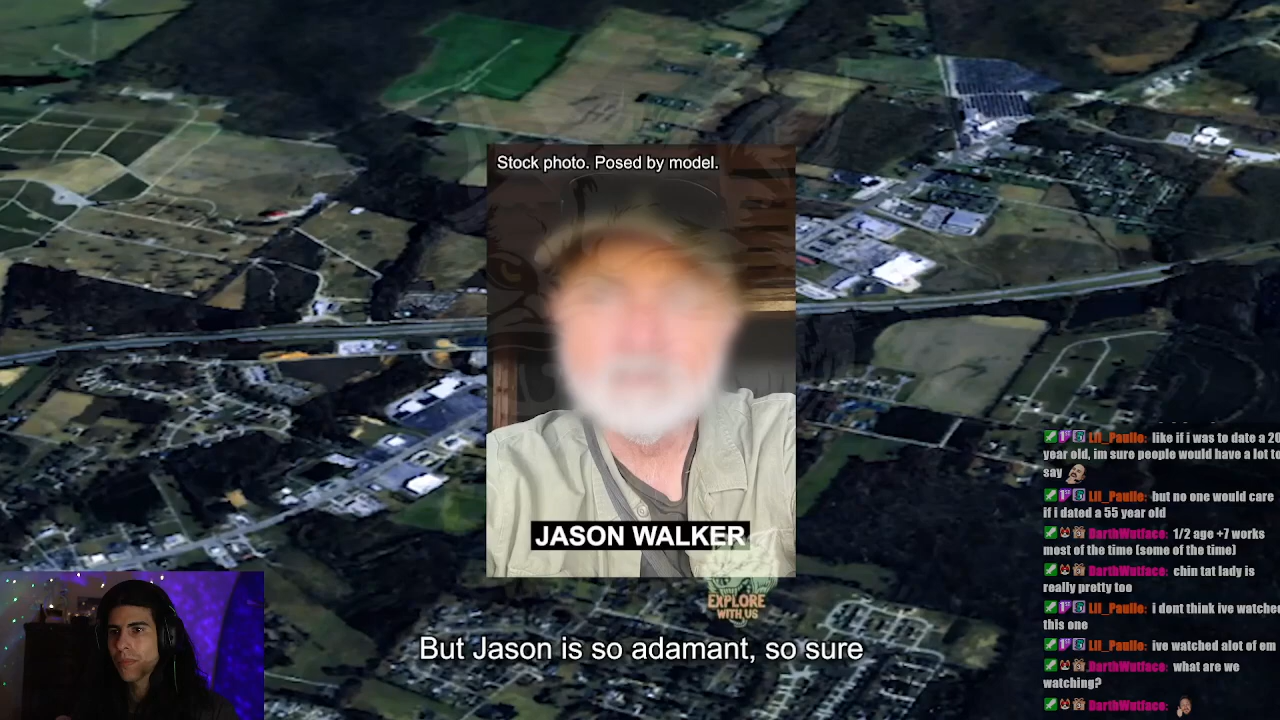 Stock photo. Posed by model.
JASON WALKER
EXPLORE
WITH US
But Jason is so adamant, so sure
Lil_Paulie: like if i was to date a 20
year old, im sure people would have a lot to
say
Lil_Paulie: but no one would care
if i dated a 55 year old
DarthWutface: 1/2 age +7 works
most of the time (some of the time)
DarthWutface: chin tat lady is
really pretty too
Lil_Paulie: i dont think ive watched
this one
Lil_Paulie: ive watched alot of em
DarthWutface: what are we
watching?
DarthWutface: